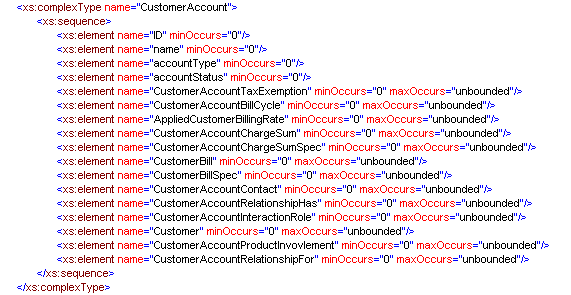 <xs:complexType name="CustomerAccount">
<xs:sequence>
<xs:element name="ID" minOccurs="0"/>
<xs:element name="name" minOccurs="0"/>
<xs:element name="accountType" minOccurs="0"/>
<xs:element name="accountStatus" minOccurs="0"/>
<xs:element name="CustomerAccountTaxExemption" minOccurs="0" maxOccurs="unbounded"/>
<xs:element name="CustomerAccountBillCycle" minOccurs="0" maxOccurs="unbounded"/>
<xs:element name="AppliedCustomerBillingRate" minOccurs="0" maxOccurs="unbounded"/>
<xs:element name="CustomerAccountChargeSum" minOccurs="0" maxOccurs="unbounded"/>
<xs:element name="CustomerAccountChargeSumSpec" minOccurs="0" maxOccurs="unbounded"/>
<xs:element name="CustomerBill" minOccurs="0" maxOccurs="unbounded"/>
<xs:element name="CustomerBillSpec" minOccurs="0" maxOccurs="unbounded"/>
<xs:element name="CustomerAccountContact" minOccurs="0" maxOccurs="unbounded"/>
<xs:element name="CustomerAccountRelationshipHas" minOccurs="0" maxOccurs="unbounded"/>
<xs:element name="CustomerAccountInteractionRole" minOccurs="0" maxOccurs="unbounded"/>
<xs:element name="Customer" minOccurs="0" maxOccurs="unbounded"/>
<xs:element name="CustomerAccountProductInvovlement" minOccurs="0" maxOccurs="unbounded"/>
<xs:element name="CustomerAccountRelationshipFor" minOccurs="0" maxOccurs="unbounded"/>
</xs:sequence>
</xs:complexType>